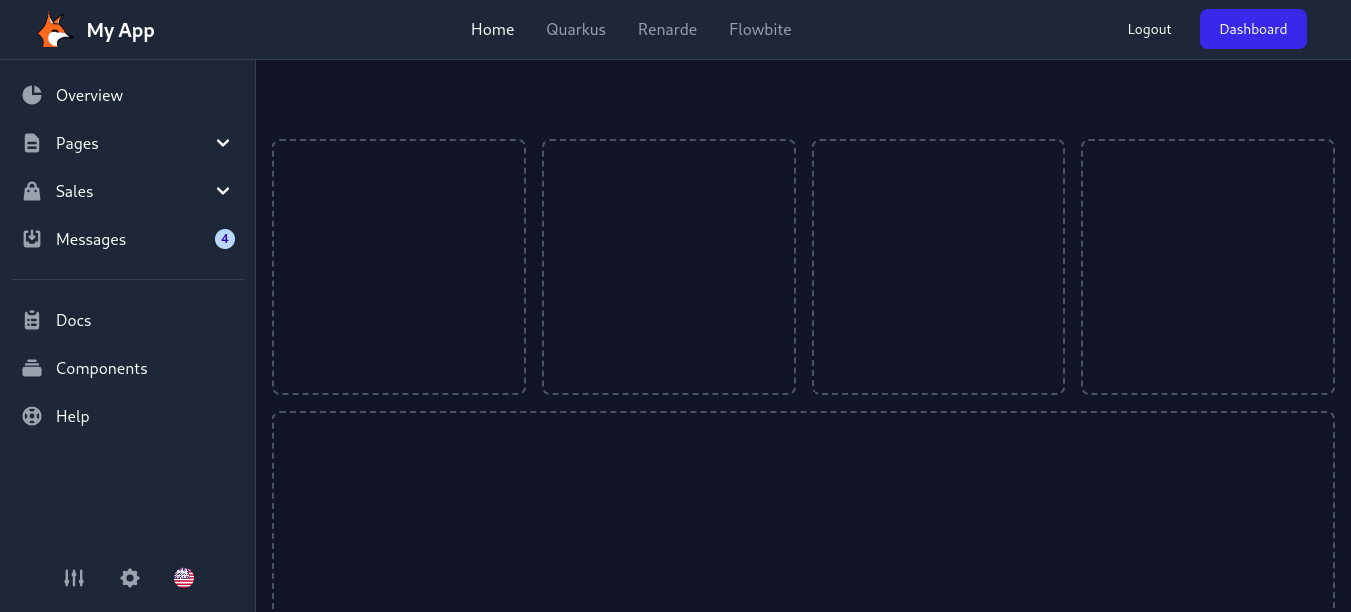 My App
Home
Quarkus
Renarde
Flowbite
Logout
Dashboard
Overview
Pages
Sales
Messages
4
Docs
Components
Help